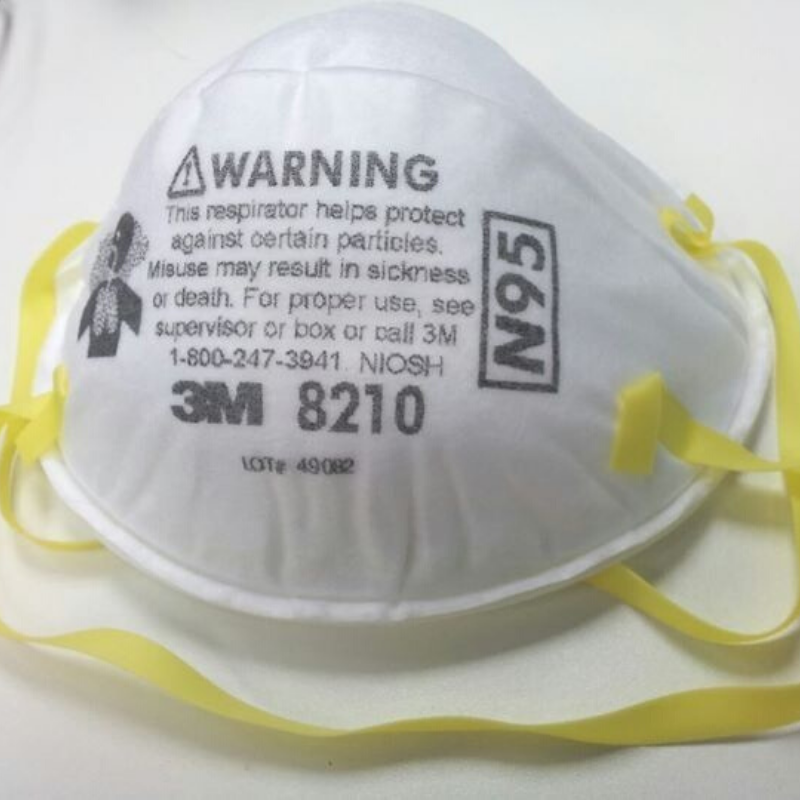 WARNING
This respirator helps protect
against certain particles.
Misuse may result in sickness
or death. For proper use, see
supervisor or box or call 3M
1-800-247-3941. NIOSH
3M 8210
LOT# 49082
N95